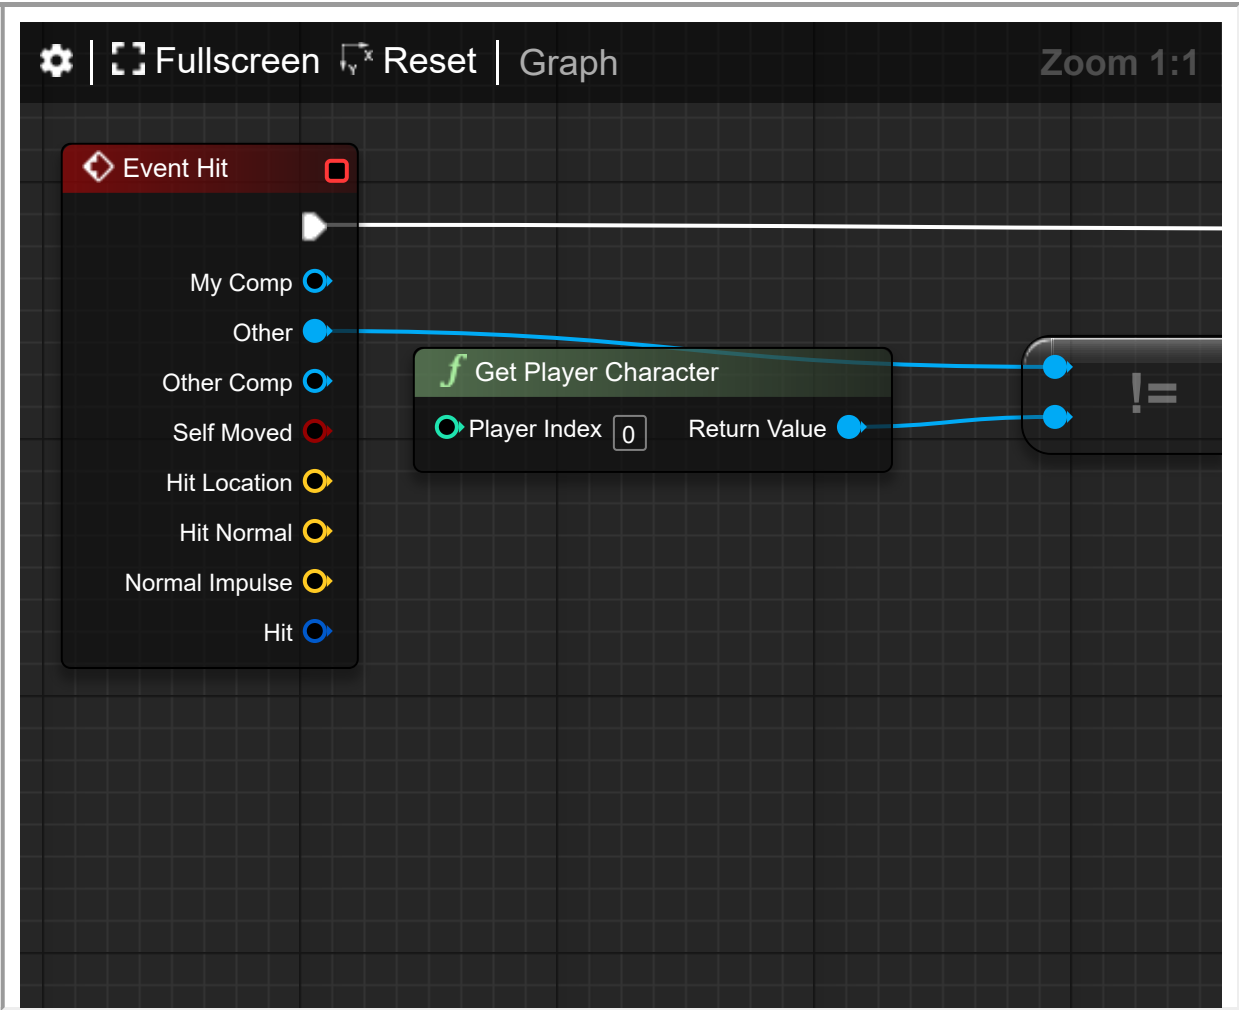 Fullscreen Reset Graph Zoom 1:1
Event Hit
My Comp
Other
Other Comp
Self Moved
Hit Location
Hit Normal
Normal Impulse
Hit
Get Player Character
Player Index 0 Return Value
!=